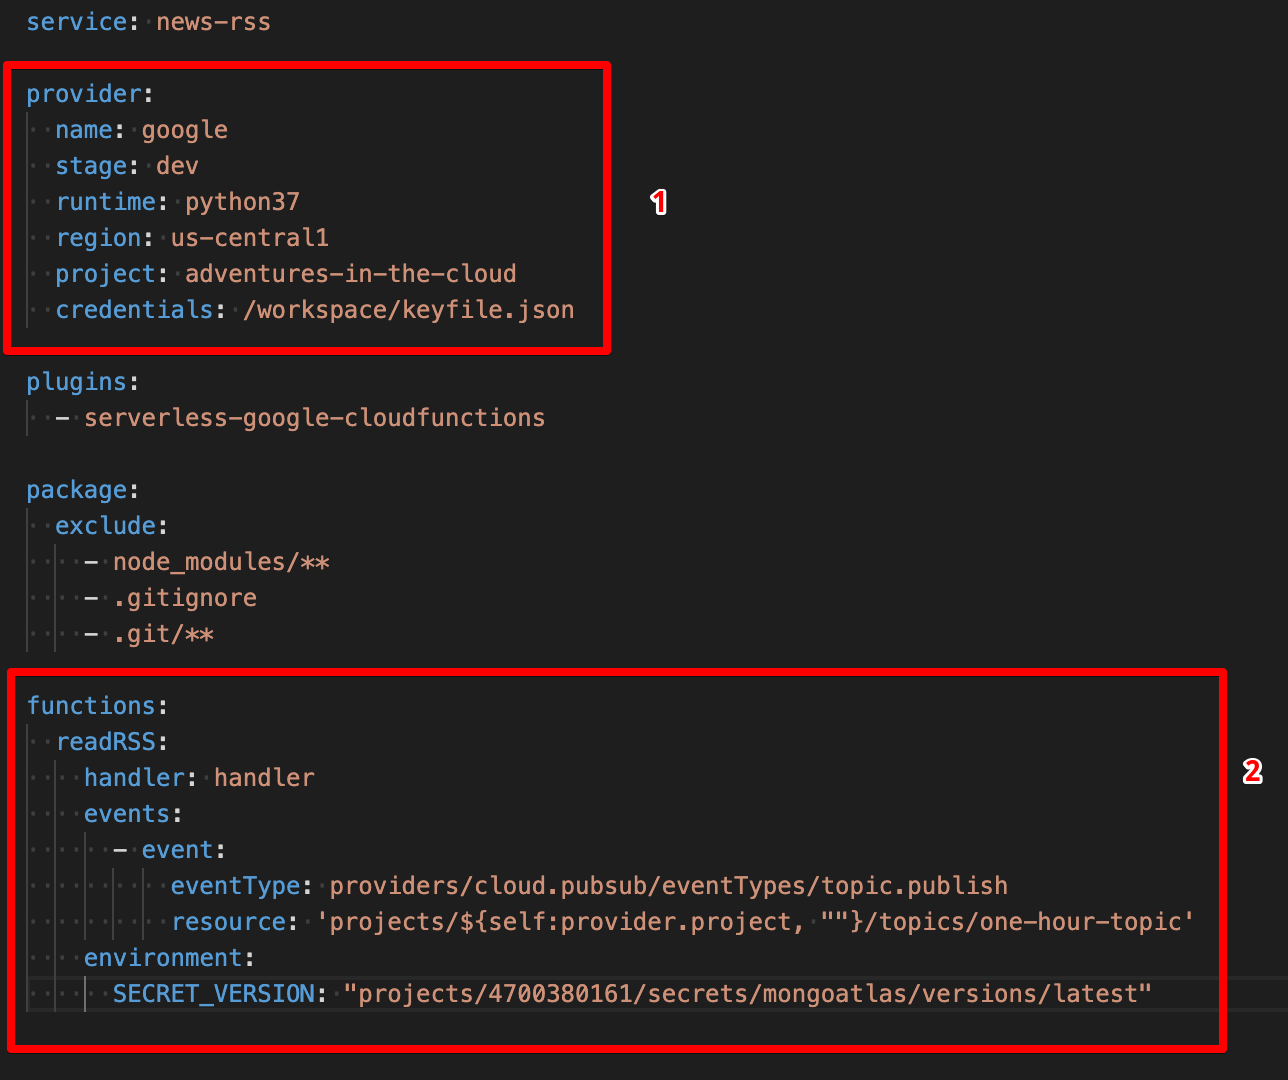 service: news-rss
provider:
  name: google
  stage: dev
  runtime: python37
  region: us-central1
  project: adventures-in-the-cloud
  credentials: /workspace/keyfile.json
1
plugins:
  - serverless-google-cloudfunctions
package:
  exclude:
    - node_modules/**
    - .gitignore
    - .git/**
functions:
  readRSS:
    handler: handler
    events:
      - event:
          eventType: providers/cloud.pubsub/eventTypes/topic.publish
          resource: 'projects/${self:provider.project, ""}/topics/one-hour-topic'
    environment:
      SECRET_VERSION: "projects/4700380161/secrets/mongoatlas/versions/latest"
2